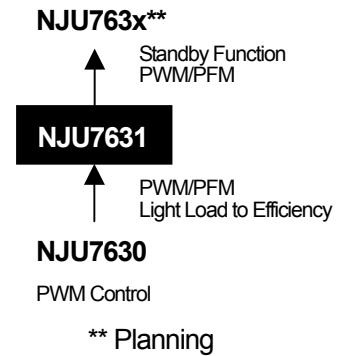 NJU763x**
Standby Function
PWM/PFM
NJU7631
PWM/PFM
Light Load to Efficiency
NJU7630
PWM Control
** Planning